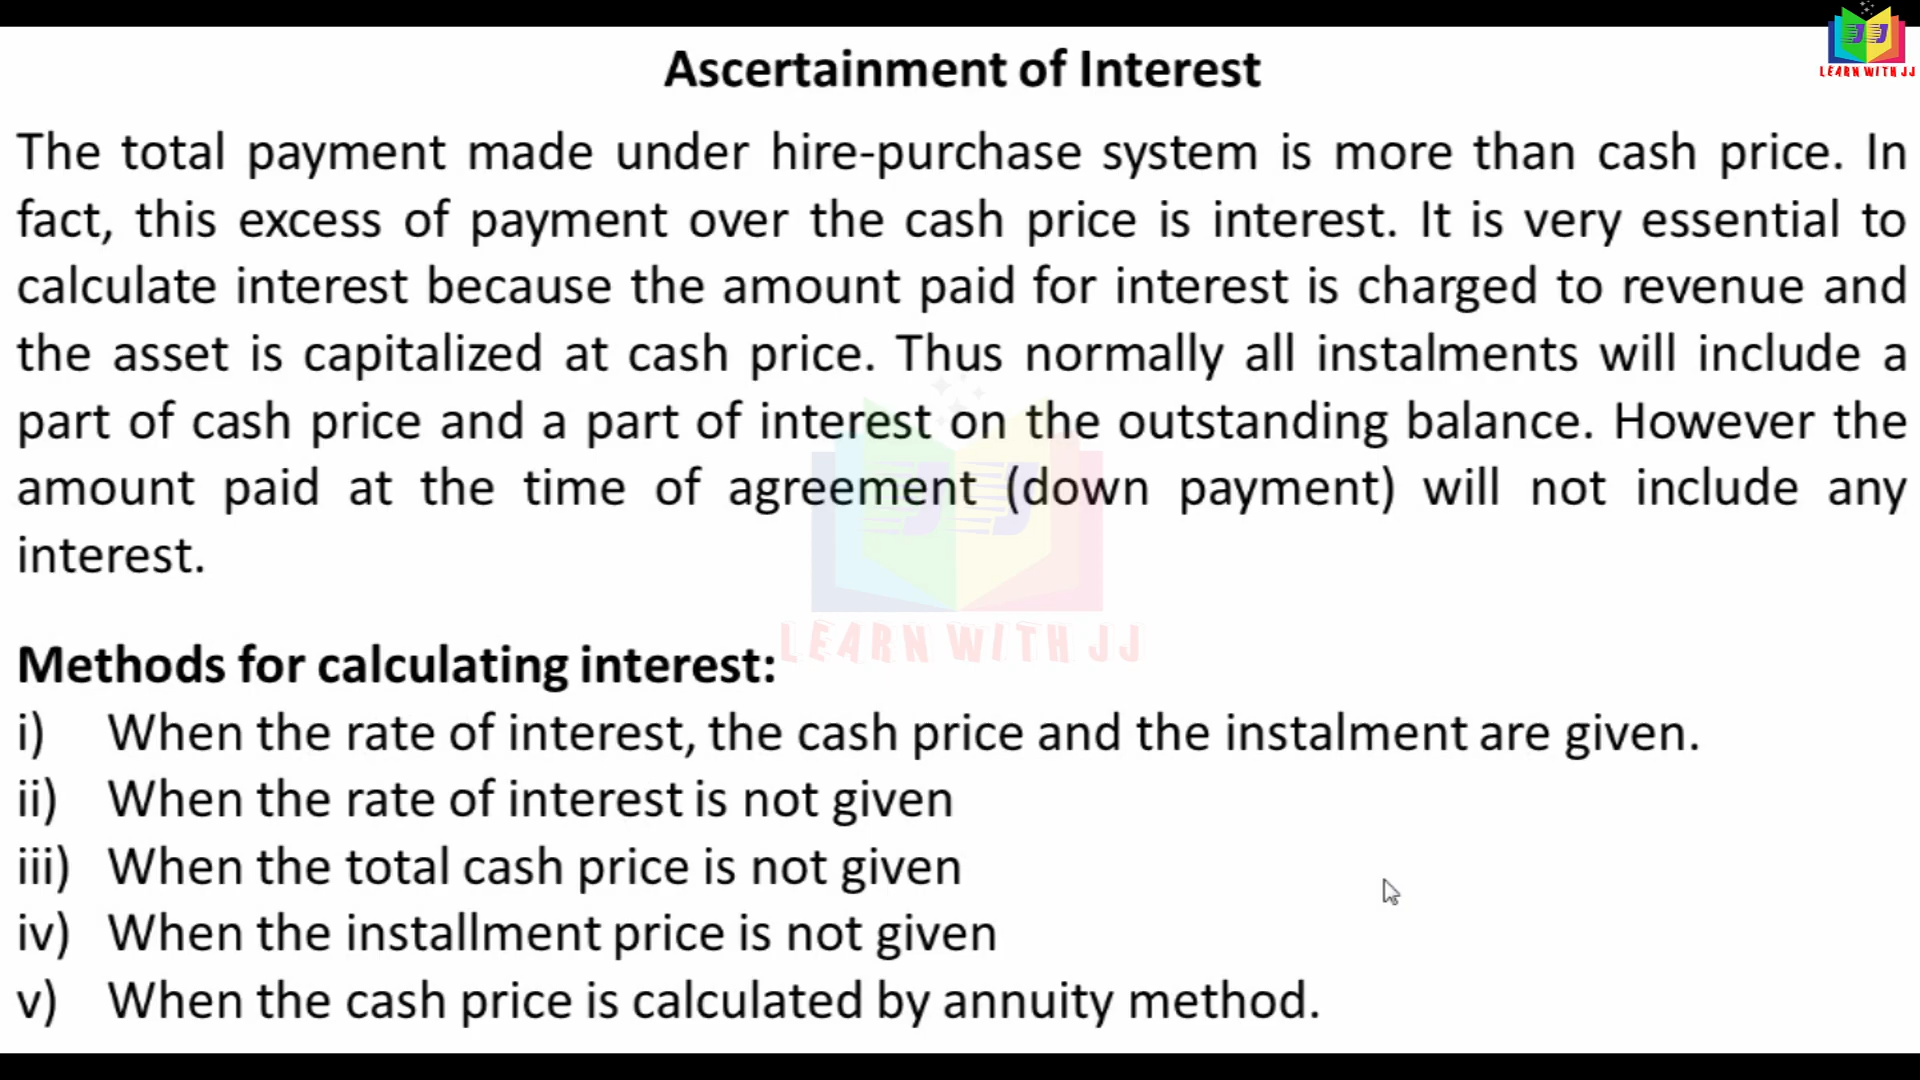 LEARN WITH JJ
Ascertainment of Interest
The total payment made under hire-purchase system is more than cash price. In
fact, this excess of payment over the cash price is interest. It is very essential to
calculate interest because the amount paid for interest is charged to revenue and
the asset is capitalized at cash price. Thus normally all instalments will include a
part of cash price and a part of interest on the outstanding balance. However the
amount paid at the time of agreement (down payment) will not include any
interest.
LEARN WITH JJ
Methods for calculating interest:
i) When the rate of interest, the cash price and the instalment are given.
ii) When the rate of interest is not given
iii) When the total cash price is not given
iv) When the installment price is not given
v) When the cash price is calculated by annuity method.